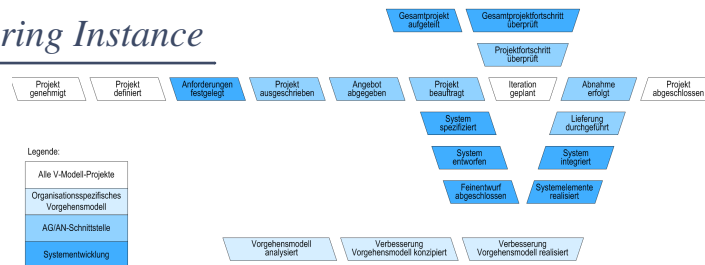 ring Instance
Gesamtprojekt
aufgeteilt
Gesamtprojektfortschritt
überprüft
Projektfortschritt
überprüft
Projekt
genehmigt
Projekt
definiert
Anforderungen
festgelegt
Projekt
ausgeschrieben
Angebot
abgegeben
Projekt
beauftragt
Iteration
geplant
Abnahme
erfolgt
Projekt
abgeschlossen
System
spezifiziert
Lieferung
durchgeführt
System
entworfen
System
integriert
Feinentwurf
abgeschlossen
Systemelemente
realisiert
Legende:
Alle V-Modell-Projekte
Organisationsspezifisches
Vorgehensmodell
AG/AN-Schnittstelle
Systementwicklung
Vorgehensmodell
analysiert
Verbesserung
Vorgehensmodell konzipiert
Verbesserung
Vorgehensmodell realisiert